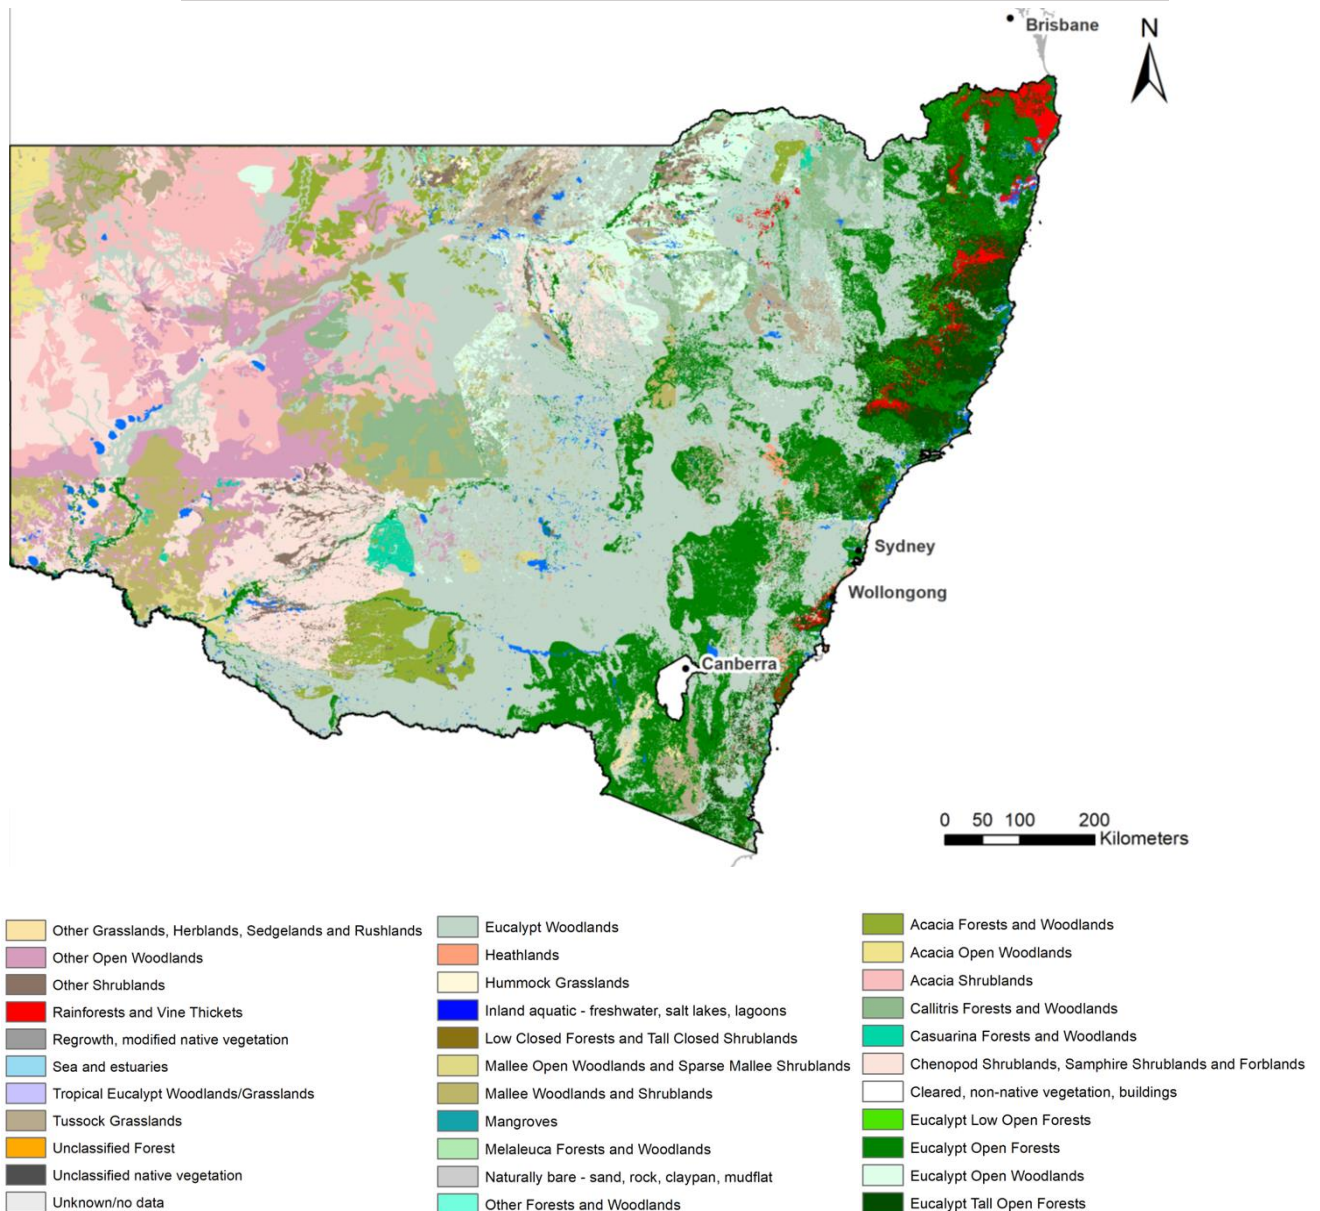 Brisbane
N
Sydney
Wollongong
Canberra
0 50 100 200
Kilometers
Other Grasslands, Herblands, Sedgelands and Rushlands
Other Open Woodlands
Other Shrublands
Rainforests and Vine Thickets
Regrowth, modified native vegetation
Sea and estuaries
Tropical Eucalypt Woodlands/Grasslands
Tussock Grasslands
Unclassified Forest
Unclassified native vegetation
Unknown/no data
Eucalypt Woodlands
Heathlands
Hummock Grasslands
Inland aquatic - freshwater, salt lakes, lagoons
Low Closed Forests and Tall Closed Shrublands
Mallee Open Woodlands and Sparse Mallee Shrublands
Mallee Woodlands and Shrublands
Mangroves
Melaleuca Forests and Woodlands
Naturally bare - sand, rock, claypan, mudflat
Other Forests and Woodlands
Acacia Forests and Woodlands
Acacia Open Woodlands
Acacia Shrublands
Callitris Forests and Woodlands
Casuarina Forests and Woodlands
Chenopod Shrublands, Samphire Shrublands and Forblands
Cleared, non-native vegetation, buildings
Eucalypt Low Open Forests
Eucalypt Open Forests
Eucalypt Open Woodlands
Eucalypt Tall Open Forests